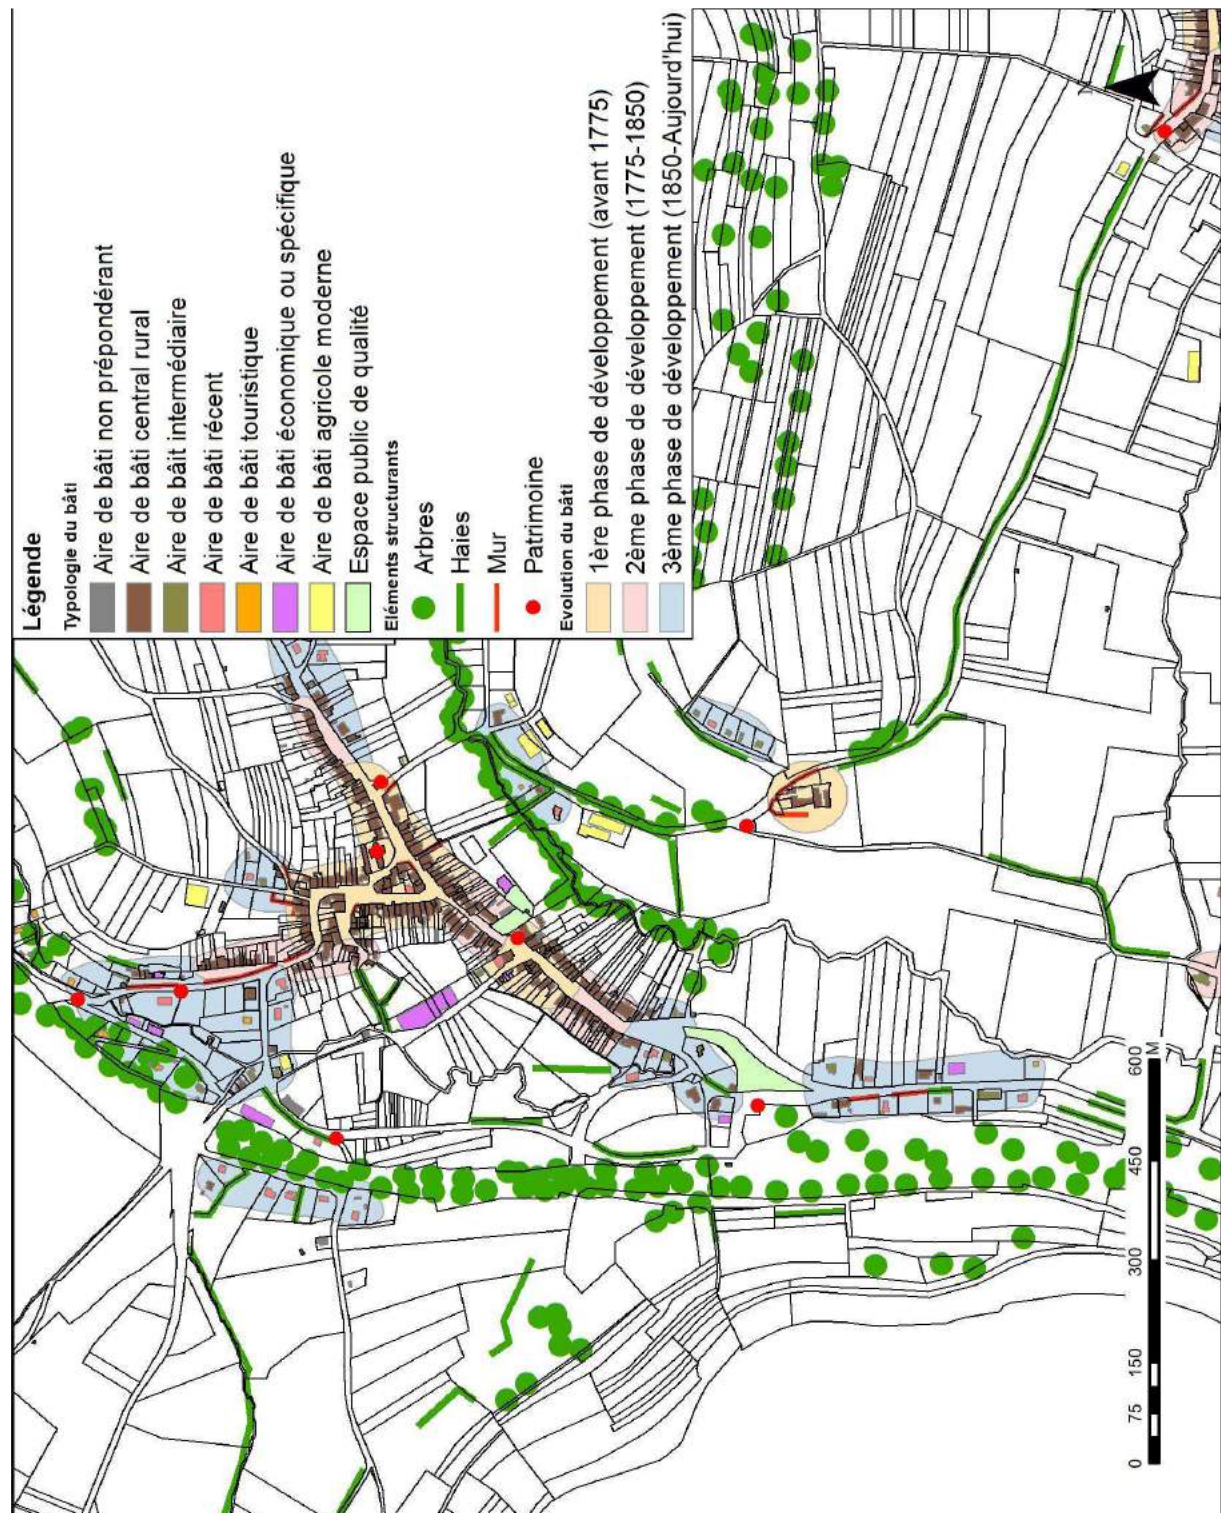 Légende
Typologie du bâti
Aire de bâti non prépondérant
Aire de bâti central rural
Aire de bâit intermédiaire
Aire de bâti récent
Aire de bâti touristique
Aire de bâti économique ou spécifique
Aire de bâti agricole moderne
Espace public de qualité
Eléments structurants
Arbres
Haies
Mur
Patrimoine
Evolution du bâti
1ère phase de développement (avant 1775)
2ème phase de développement (1775-1850)
3ème phase de développement (1850-Aujourd'hui)
0 75 150 300 450 600
M